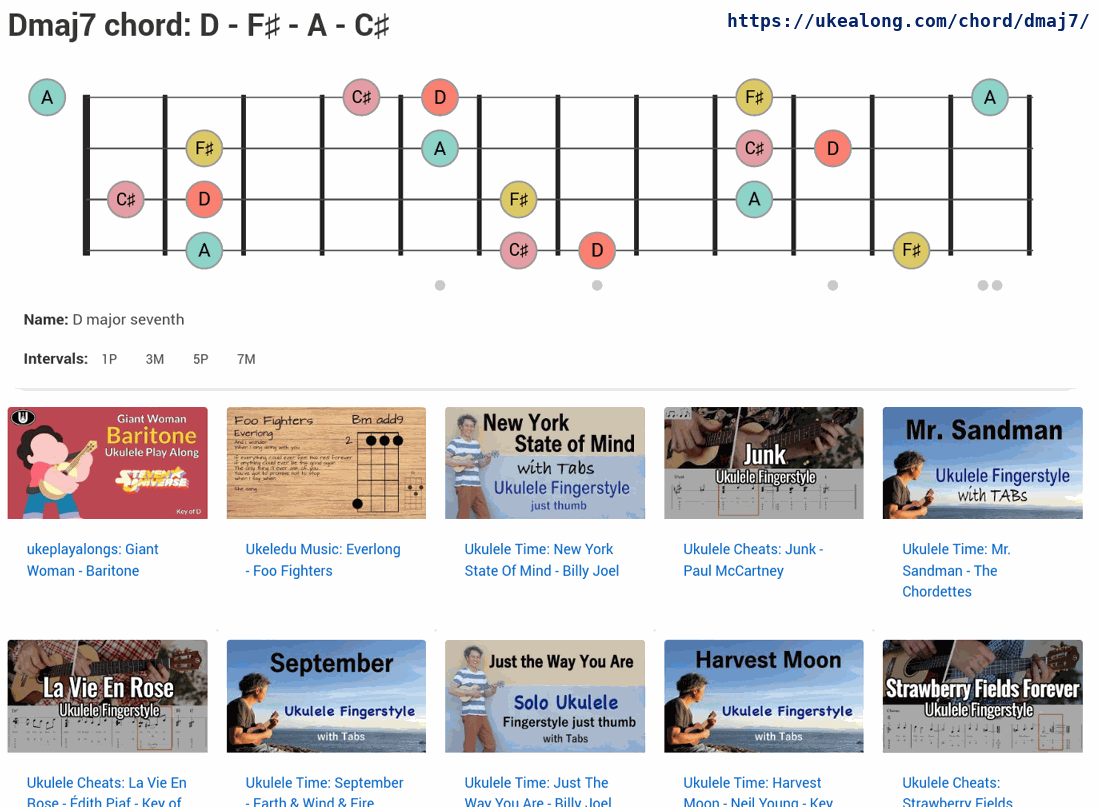 Dmaj7 chord: D - F♯ - A - C♯
https://ukealong.com/chord/dmaj7/
A C♯ D F♯ A
F♯ A C♯ D
C♯ D F♯ A
A C♯ D F♯
Name: D major seventh
Intervals: 1P 3M 5P 7M
Giant Woman
Baritone
Ukulele Play Along
STEVEN UNIVERSE
Key of D
Foo Fighters
Everlong
Bm add9
2
New York
State of Mind
with Tabs
Ukulele Fingerstyle
just thumb
Junk
Ukulele Fingerstyle
Mr. Sandman
Ukulele Fingerstyle
with TABs
ukeplayalongs: Giant
Woman - Baritone
Ukeledu Music: Everlong
- Foo Fighters
Ukulele Time: New York
State Of Mind - Billy Joel
Ukulele Cheats: Junk -
Paul McCartney
Ukulele Time: Mr.
Sandman - The
Chordettes
La Vie En Rose
Ukulele Fingerstyle
September
Ukulele Fingerstyle
with Tabs
Just the Way You Are
Solo Ukulele
Fingerstyle just thumb
with Tabs
Harvest Moon
Ukulele Fingerstyle
with Tabs
Strawberry Fields Forever
Ukulele Fingerstyle
Ukulele Cheats: La Vie En
Rose - Édith Piaf - Key of
Ukulele Time: September
- Earth & Wind & Fire
Ukulele Time: Just The
Way You Are - Billy Joel
Ukulele Time: Harvest
Moon - Neil Young - Key
Ukulele Cheats:
Strawberry Fields